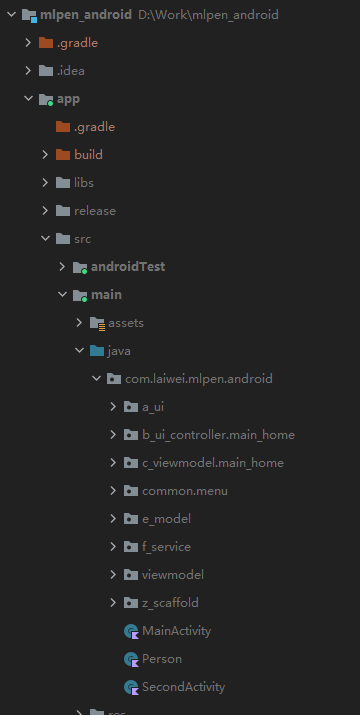 mlpen_android D:\Work\mlpen_android
.gradle
.idea
app
.gradle
build
libs
release
src
androidTest
main
assets
java
com.laiwei.mlpen.android
a_ui
b_ui_controller.main_home
c_viewmodel.main_home
common.menu
e_model
f_service
viewmodel
z_scaffold
MainActivity
Person
SecondActivity
res